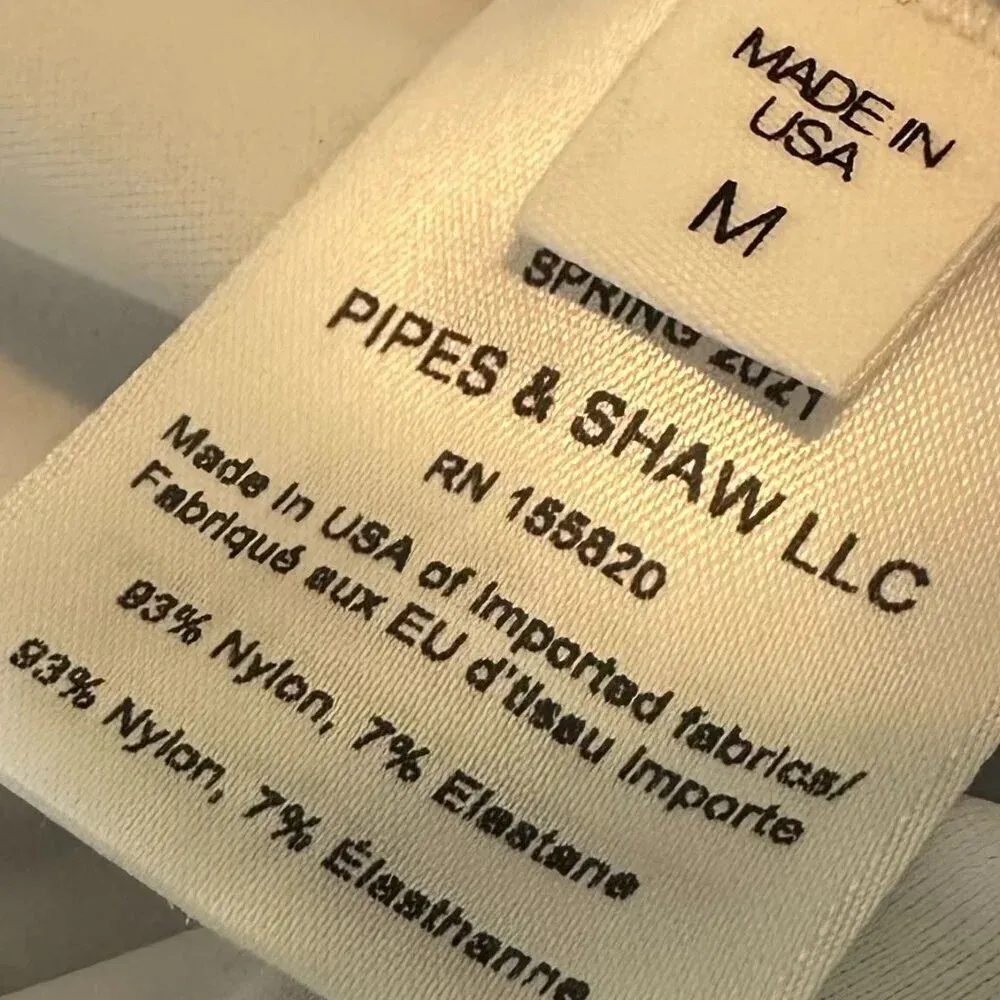 MADE IN
USA
M
SPRING 2021
PIPES & SHAW LLC
RN 155820
Made in USA of Imported fabrics/
Fabriqué aux EU d'tissu Importe
93% Nylon, 7% Elastane
93% Nylon, 7% Élasthanne